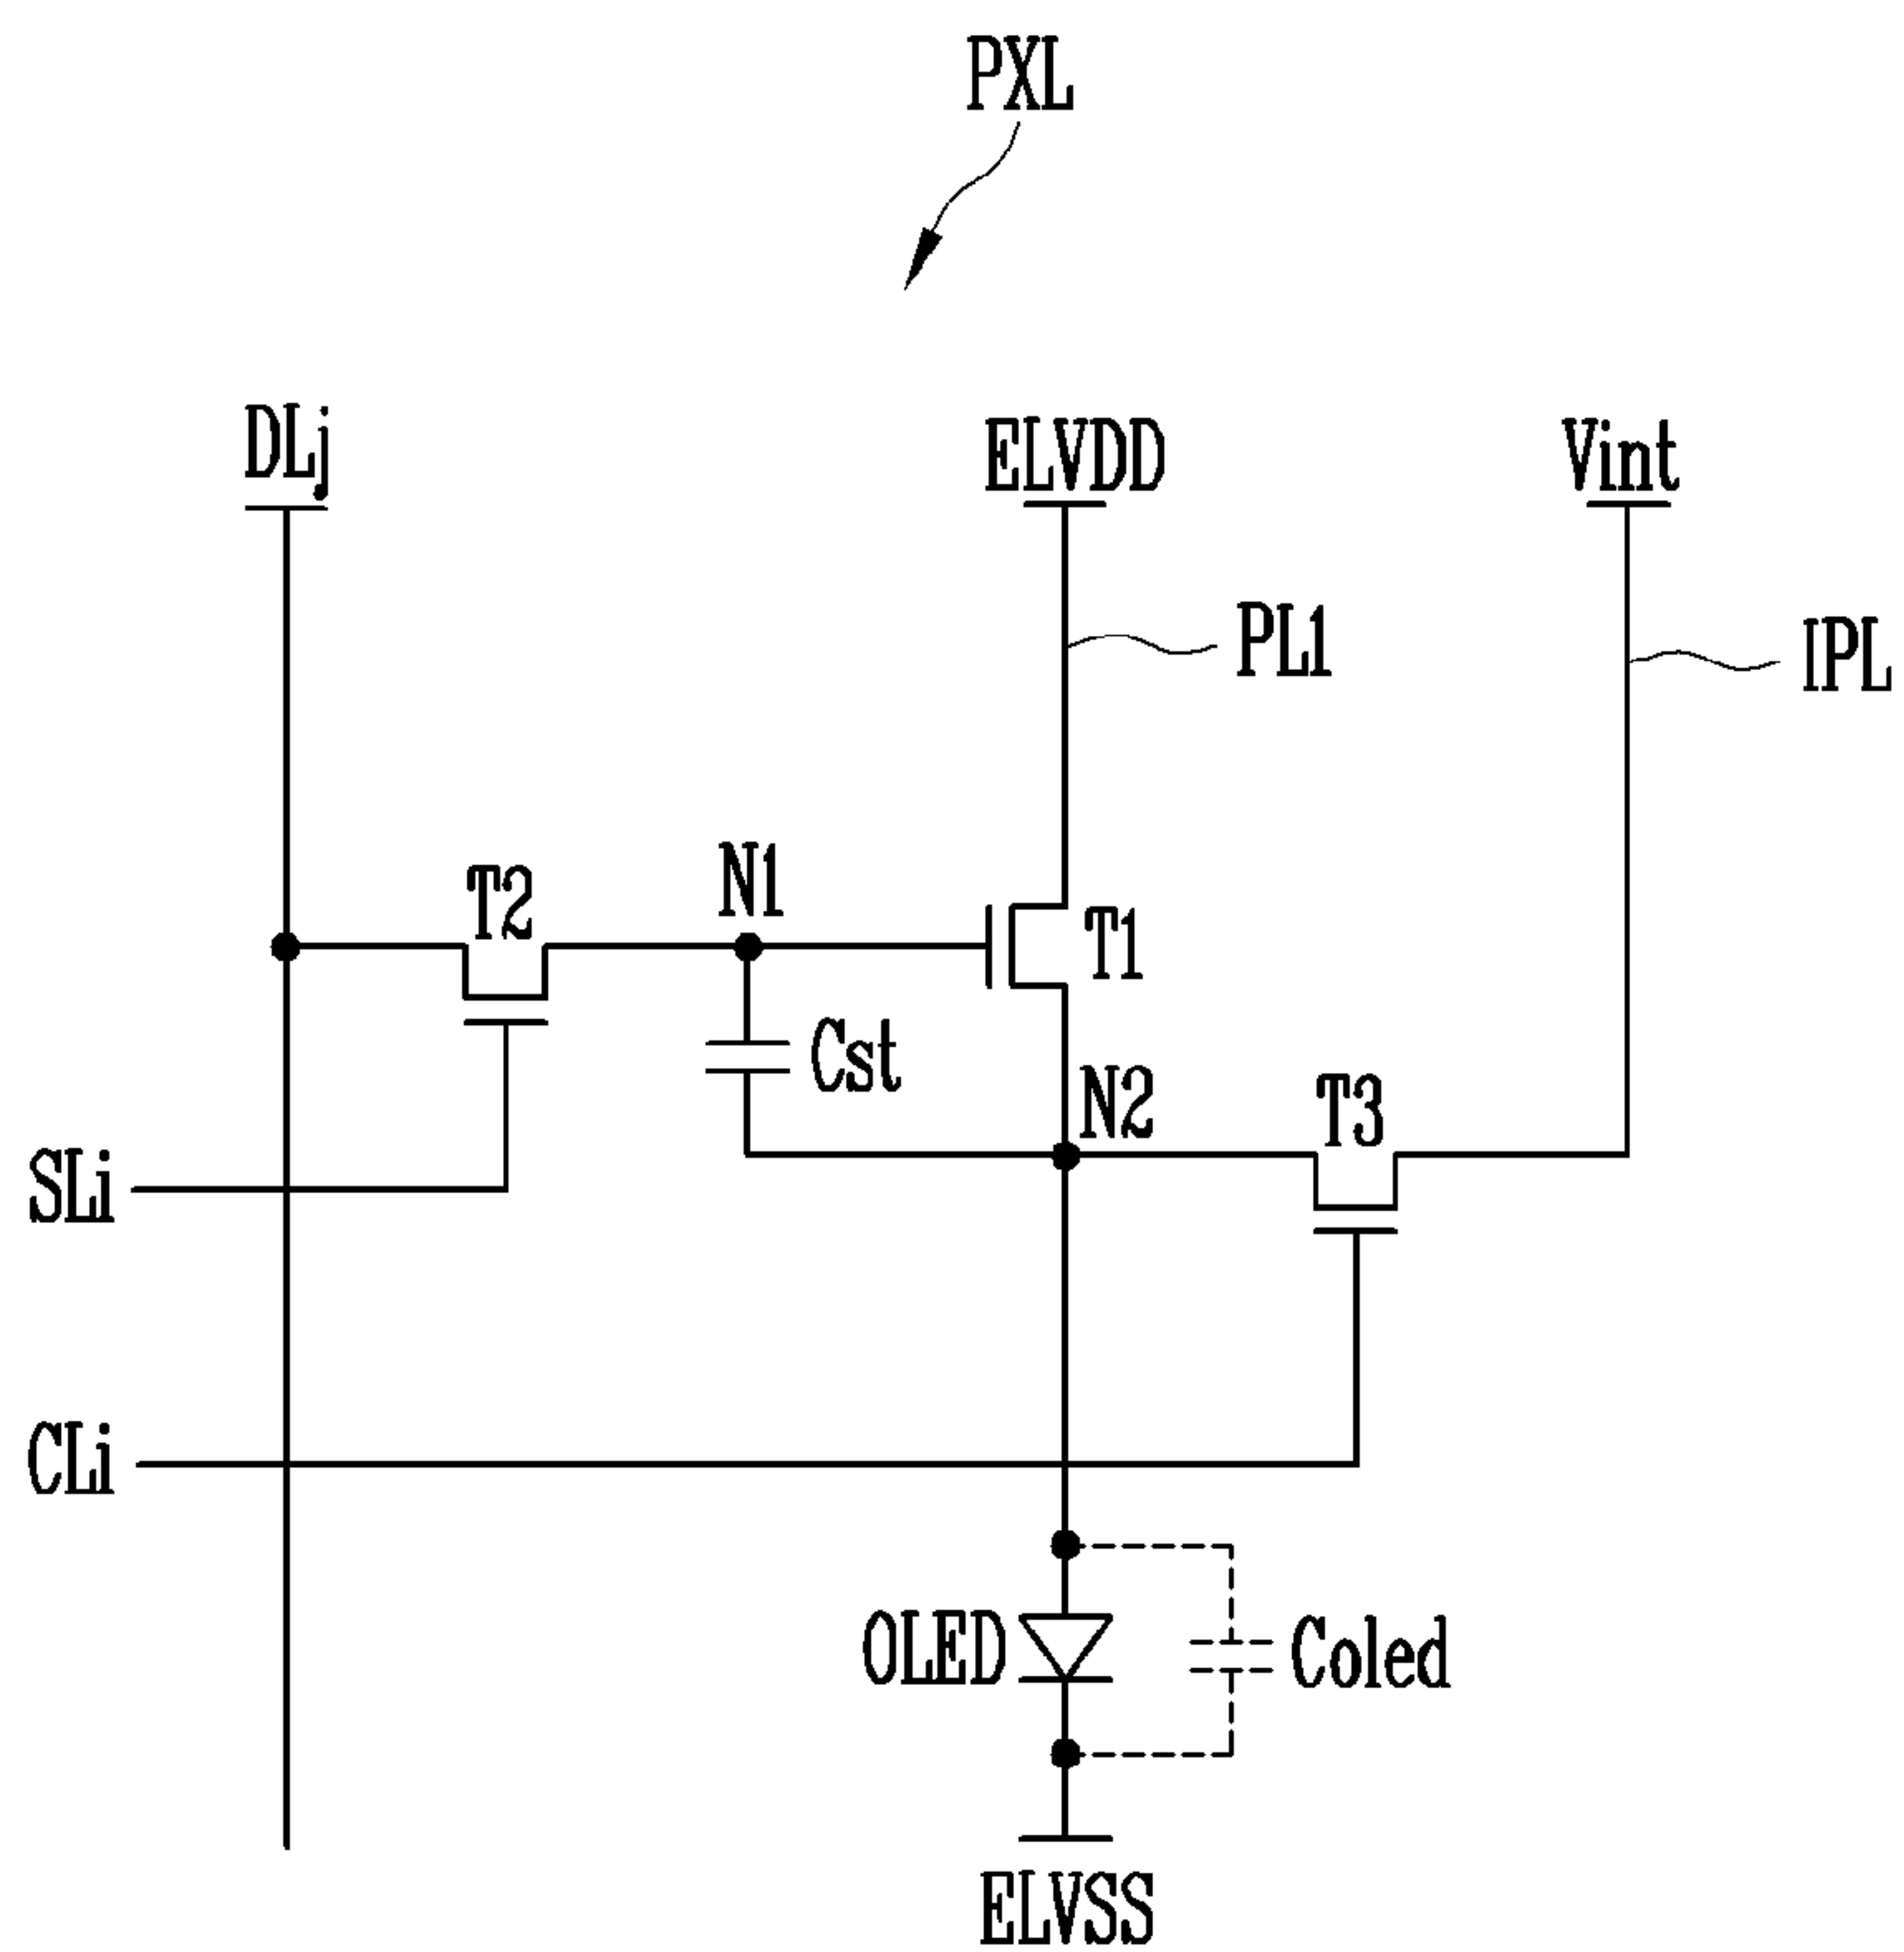 PXL
DLj
ELVDD
Vint
PL1
IPL
T2
N1
T1
Cst
N2
T3
SLi
CLi
OLED
Coled
ELVSS